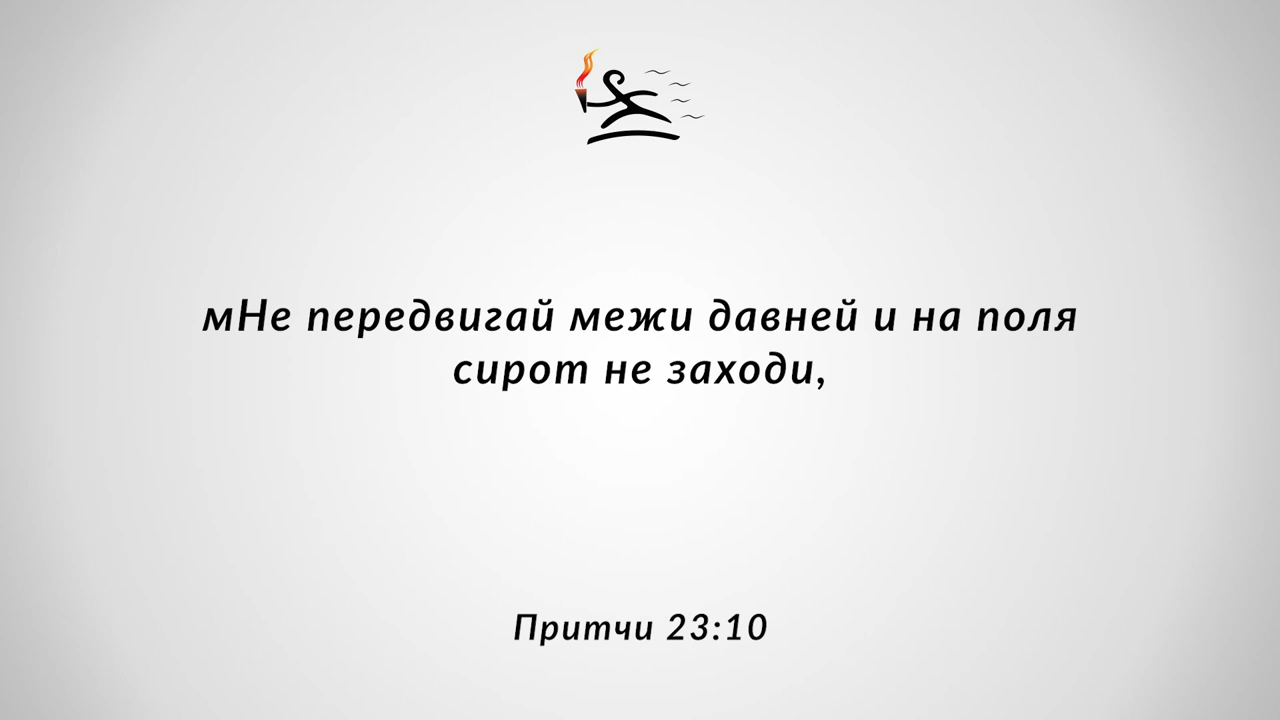 мНе передвигай межи давней и на поля
сирот не заходи,
Притчи 23:10